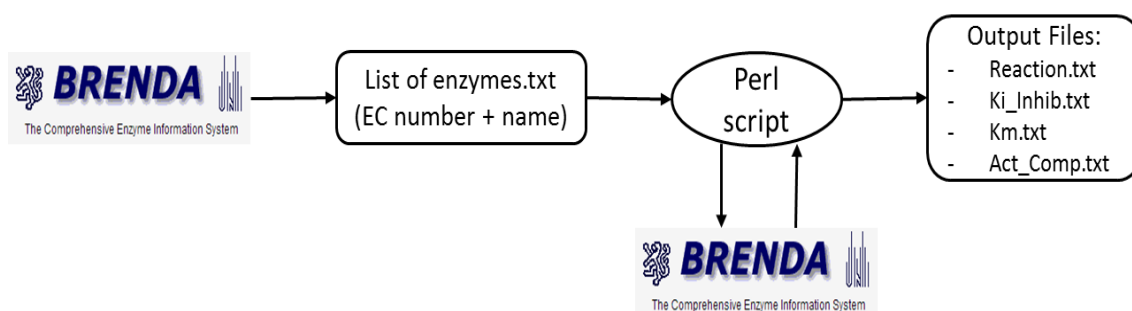 BRENDA
The Comprehensive Enzyme Information System
List of enzymes.txt
(EC number + name)
Perl
script
Output Files:
- Reaction.txt
- Ki_Inhib.txt
- Km.txt
- Act_Comp.txt
BRENDA
The Comprehensive Enzyme Information System